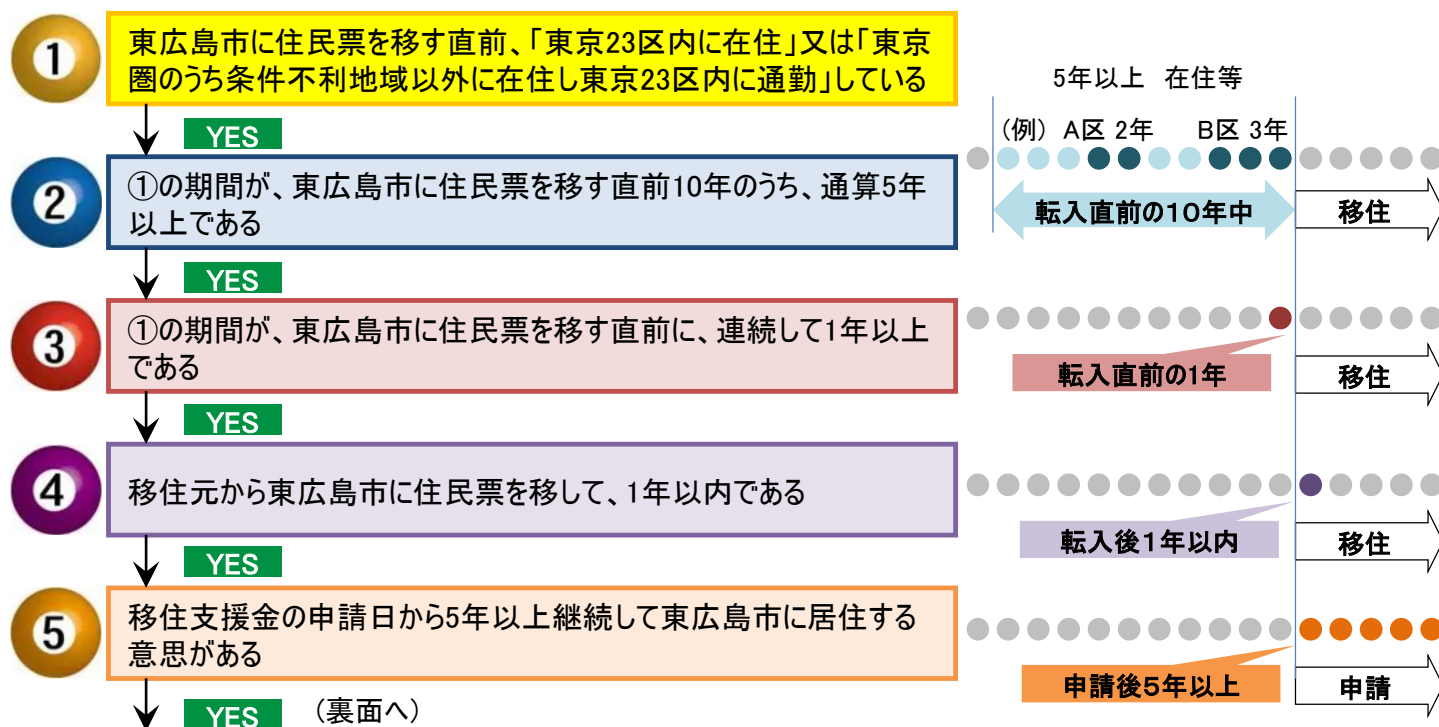 1
東広島市に住民票を移す直前、「東京23区内に在住」又は「東京
圏のうち条件不利地域以外に在住し東京23区内に通勤」している
YES
5年以上 在住等
(例) A区 2年 B区 3年
2
①の期間が、東広島市に住民票を移す直前10年のうち、通算5年
以上である
転入直前の10年中
移住
YES
3
①の期間が、東広島市に住民票を移す直前に、連続して1年以上
である
転入直前の1年
移住
YES
4
移住元から東広島市に住民票を移して、1年以内である
転入後1年以内
移住
YES
5
移住支援金の申請日から5年以上継続して東広島市に居住する
意思がある
申請後5年以上
申請
YES
(裏面へ)